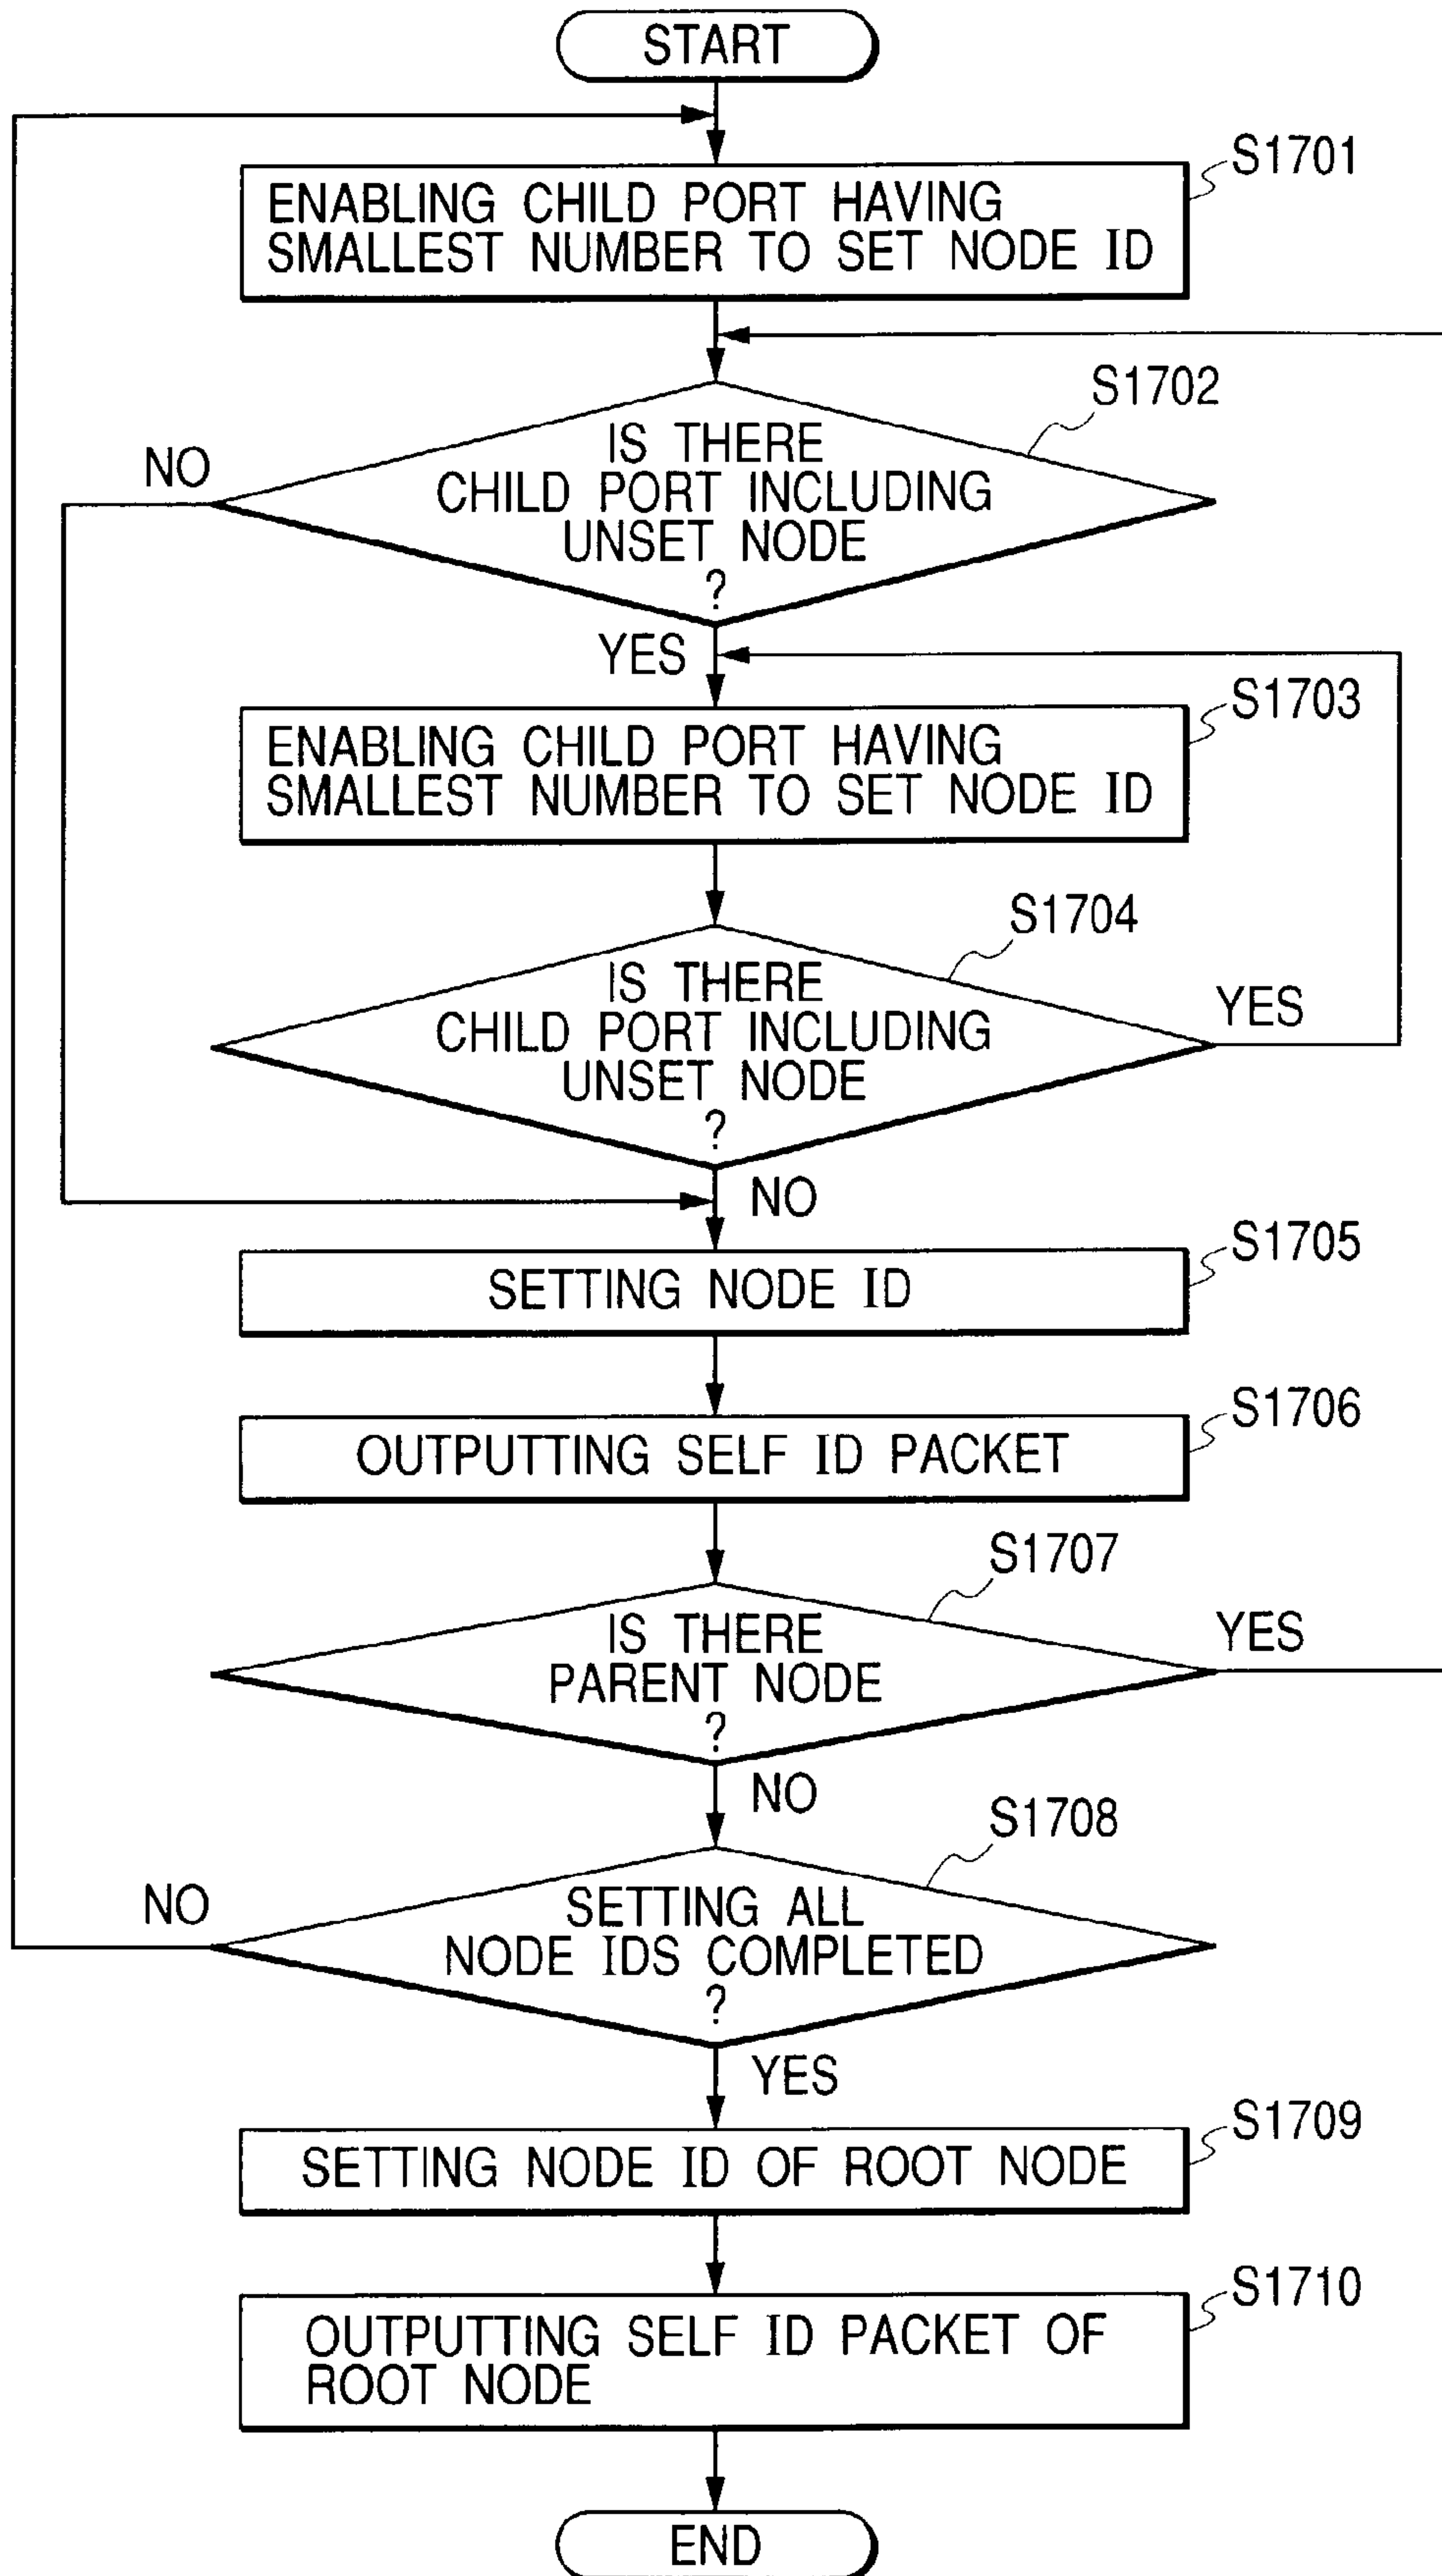 START
S1701
ENABLING CHILD PORT HAVING
SMALLEST NUMBER TO SET NODE ID
S1702
NO
IS THERE
CHILD PORT INCLUDING
UNSET NODE
?
YES
S1703
ENABLING CHILD PORT HAVING
SMALLEST NUMBER TO SET NODE ID
S1704
IS THERE
CHILD PORT INCLUDING
UNSET NODE
?
YES
NO
S1705
SETTING NODE ID
S1706
OUTPUTTING SELF ID PACKET
S1707
IS THERE
PARENT NODE
?
YES
NO
S1708
NO
SETTING ALL
NODE IDS COMPLETED
?
YES
S1709
SETTING NODE ID OF ROOT NODE
S1710
OUTPUTTING SELF ID PACKET OF
ROOT NODE
END